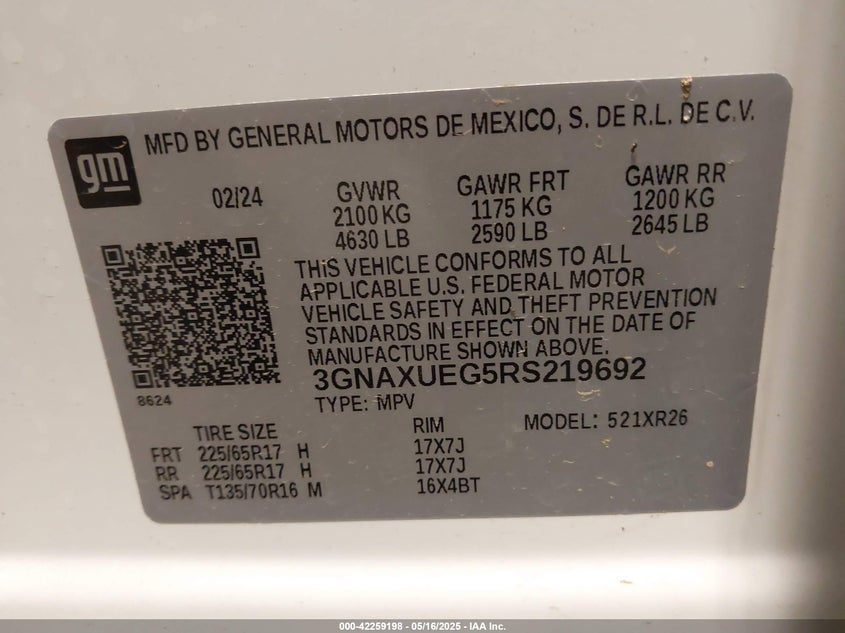 gm
MFD BY GENERAL MOTORS DE MEXICO, S. DE R.L. DE C.V.
02/24 GVWR GAWR FRT GAWR RR
2100 KG 1175 KG 1200 KG
4630 LB 2590 LB 2645 LB
THIS VEHICLE CONFORMS TO ALL
APPLICABLE U.S. FEDERAL MOTOR
VEHICLE SAFETY AND THEFT PREVENTION
STANDARDS IN EFFECT ON THE DATE OF
MANUFACTURE SHOWN ABOVE.
3GNAXUEG5RS219692
8624
TYPE: MPV
TIRE SIZE RIM MODEL: 521XR26
FRT 225/65R17 H 17X7J
RR 225/65R17 H 17X7J
SPA T135/70R16 M 16X4BT
000-42259198 - 05/16/2025 - IAA Inc.